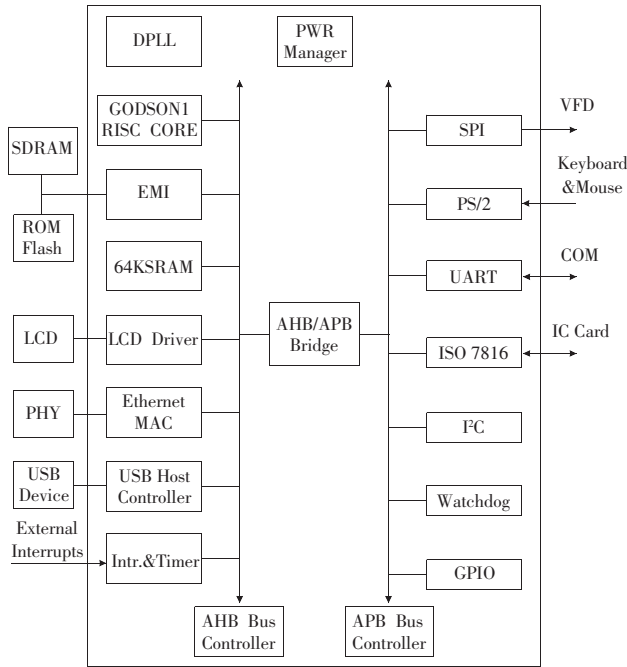 DPLL
PWR
Manager
GODSON1
RISC CORE
SDRAM
EMI
ROM
Flash
64KSRAM
LCD
LCD Driver
PHY
Ethernet
MAC
USB
Device
USB Host
Controller
External
Interrupts
Intr.&Timer
AHB/APB
Bridge
SPI
VFD
PS/2
Keyboard
&Mouse
UART
COM
ISO 7816
IC Card
I²C
Watchdog
GPIO
AHB Bus
Controller
APB Bus
Controller